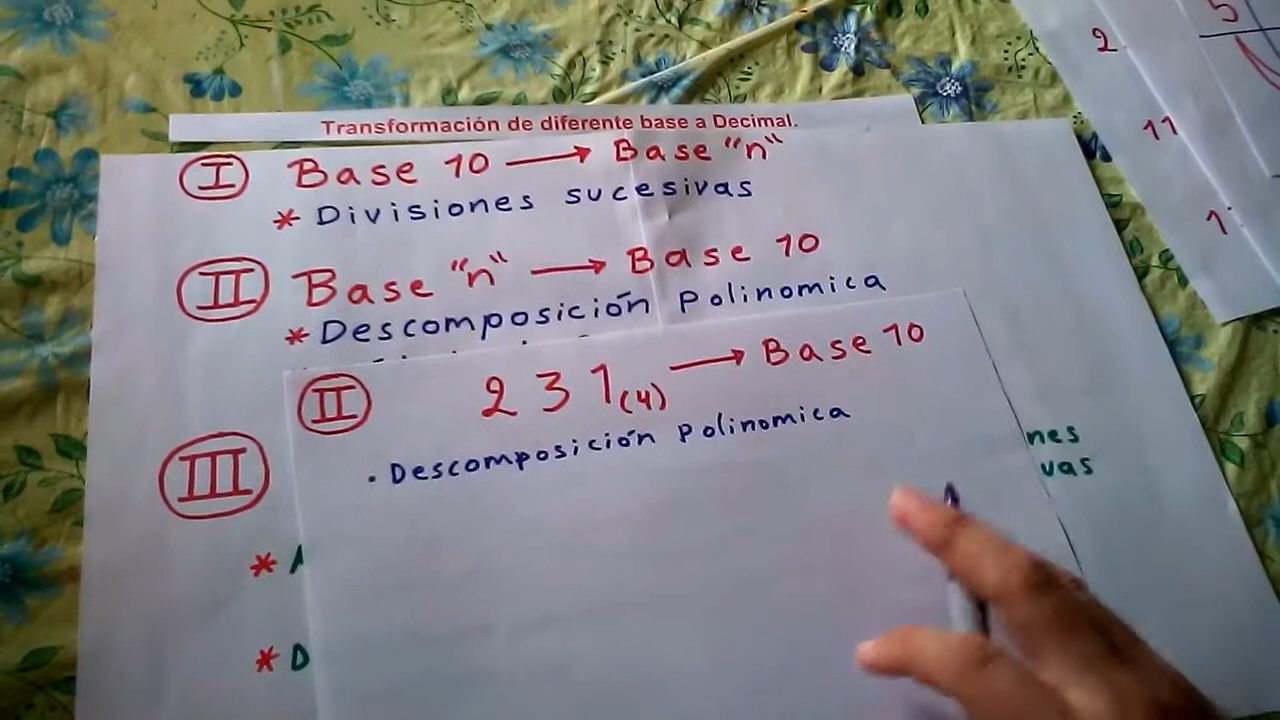 Transformación de diferente base a Decimal.
I Base 10 → Base "n"
* Divisiones sucesivas
II Base "n" → Base 10
* Descomposición Polinomica
II 231(4) → Base 10
• Descomposición Polinomica
III
nes
vas
* A
* D
5
2
11
1